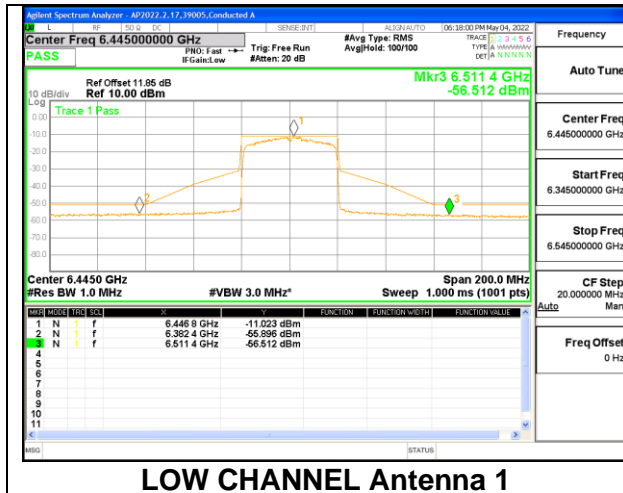 Agilent Spectrum Analyzer - AP2022.2.17,39005,Conducted A
L RF 50 Ω DC SENSE:INT ALIGN AUTO 06:18:00 PM May 04, 2022
Center Freq 6.445000000 GHz #Avg Type: RMS TRACE 1 2 3 4 5 6
PNO: Fast Trig: Free Run Avg|Hold: 100/100 TYPE A WWWWW
PASS IFGain:Low #Atten: 20 dB DET A N N N N N
Mkr3 6.511 4 GHz
Ref Offset 11.85 dB
10 dB/div Ref 10.00 dBm -56.512 dBm
Log
Trace 1 Pass
0.00
-10.0
-20.0
-30.0
-40.0
-50.0
-60.0
-70.0
-80.0
1
2
3
Center 6.4450 GHz Span 200.0 MHz
#Res BW 1.0 MHz #VBW 3.0 MHz* Sweep 1.000 ms (1001 pts)
MKR MODE TRC SCL X Y FUNCTION FUNCTION WIDTH FUNCTION VALUE
1 N 1 f 6.446 8 GHz -11.023 dBm
2 N 1 f 6.382 4 GHz -55.896 dBm
3 N 1 f 6.511 4 GHz -56.512 dBm
4
5
6
7
8
9
10
11
MSG STATUS
Frequency
Auto Tune
Center Freq
6.445000000 GHz
Start Freq
6.345000000 GHz
Stop Freq
6.545000000 GHz
CF Step
20.000000 MHz
Auto Man
Freq Offset
0 Hz
LOW CHANNEL Antenna 1